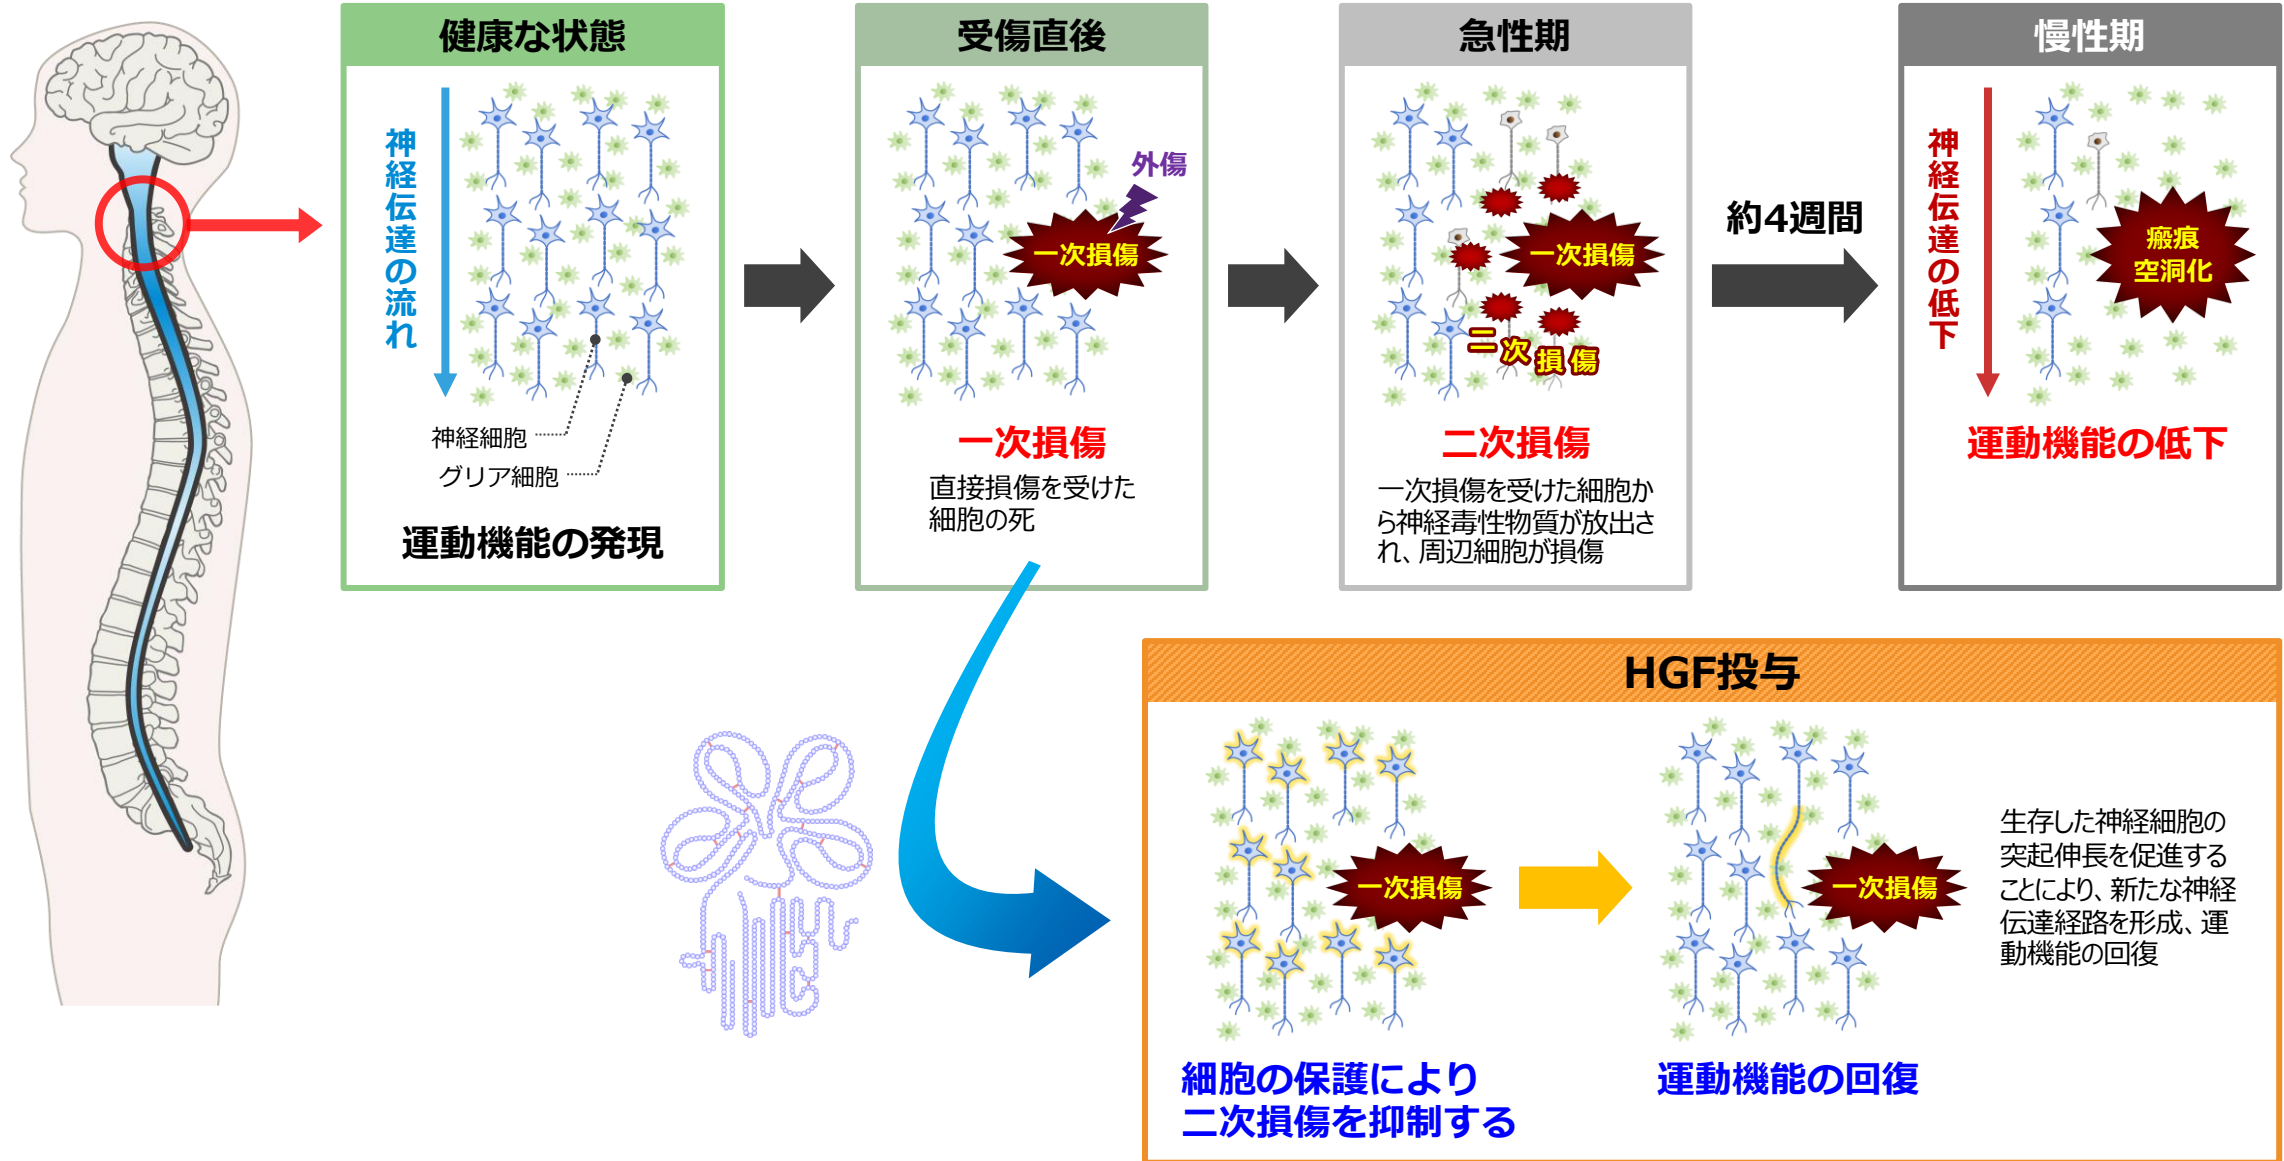 健康な状態
神経伝達の流れ
神経細胞
グリア細胞
運動機能の発現
受傷直後
外傷
一次損傷
一次損傷
直接損傷を受けた
細胞の死
急性期
一次損傷
二次損傷
二次損傷
一次損傷を受けた細胞か
ら神経毒性物質が放出さ
れ、周辺細胞が損傷
約4週間
慢性期
神経伝達の低下
瘢痕
空洞化
運動機能の低下
HGF投与
一次損傷
細胞の保護により
二次損傷を抑制する
一次損傷
運動機能の回復
生存した神経細胞の
突起伸長を促進する
ことにより、新たな神経
伝達経路を形成、運
動機能の回復